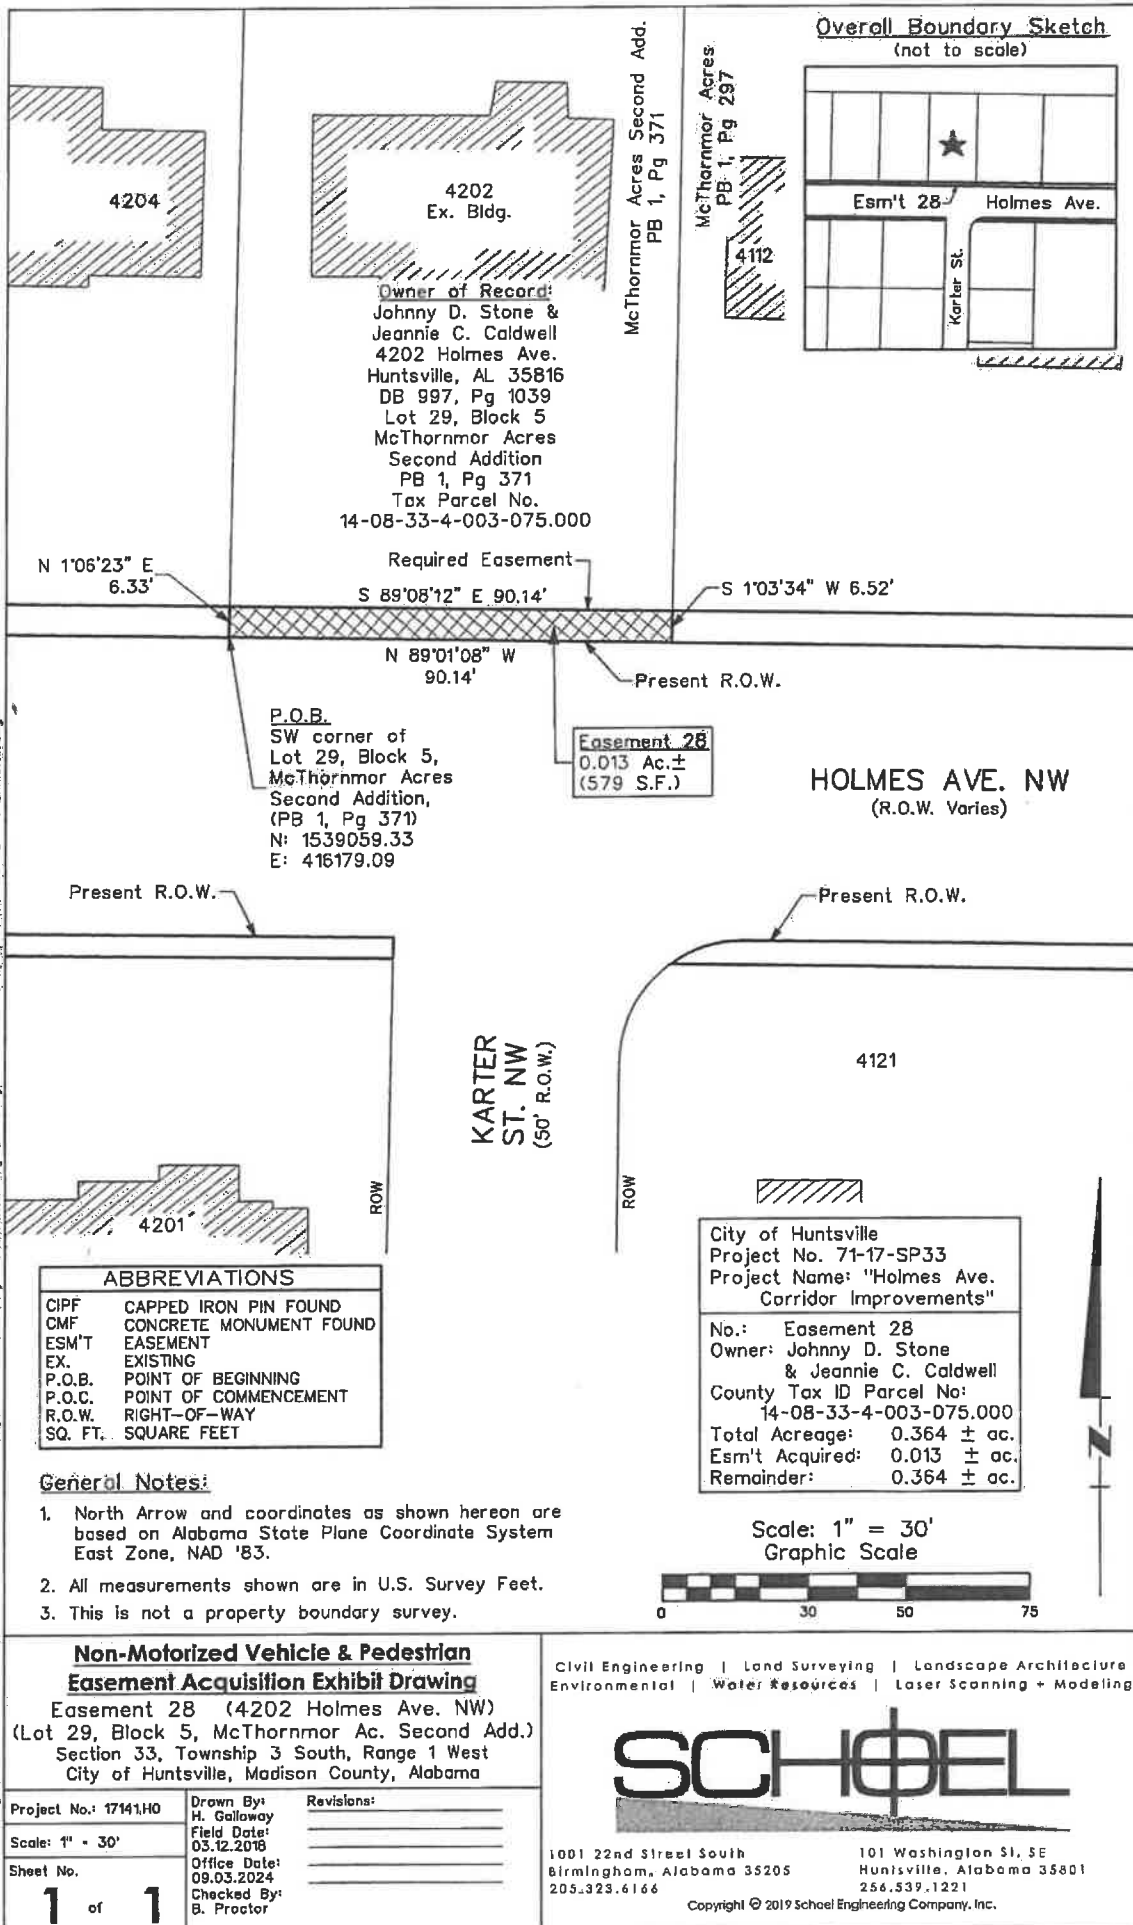 Overall Boundary Sketch
(not to scale)
Esm't 28
Holmes Ave.
Karter St.
McThornmor Acres Second Add.
PB 1, Pg 371
McThornmor Acres
PB 1, Pg 297
4204
4202
Ex. Bldg.
4112
Owner of Record:
Johnny D. Stone &
Jeannie C. Caldwell
4202 Holmes Ave.
Huntsville, AL 35816
DB 997, Pg 1039
Lot 29, Block 5
McThornmor Acres
Second Addition
PB 1, Pg 371
Tax Parcel No.
14-08-33-4-003-075.000
N 1°06'23" E
6.33'
Required Easement
S 89°08'12" E 90.14'
S 1°03'34" W 6.52'
N 89°01'08" W
90.14'
Present R.O.W.
P.O.B.
SW corner of
Lot 29, Block 5,
McThornmor Acres
Second Addition,
(PB 1, Pg 371)
N: 1539059.33
E: 416179.09
Easement 28
0.013 Ac.±
(579 S.F.)
HOLMES AVE. NW
(R.O.W. Varies)
Present R.O.W.
Present R.O.W.
KARTER
ST. NW
(50' R.O.W.)
4121
ROW
ROW
4201
ABBREVIATIONS
CIPF CAPPED IRON PIN FOUND
CMF CONCRETE MONUMENT FOUND
ESM'T EASEMENT
EX. EXISTING
P.O.B. POINT OF BEGINNING
P.O.C. POINT OF COMMENCEMENT
R.O.W. RIGHT-OF-WAY
SQ. FT. SQUARE FEET
City of Huntsville
Project No. 71-17-SP33
Project Name: "Holmes Ave.
Corridor Improvements"
No.: Easement 28
Owner: Johnny D. Stone
& Jeannie C. Caldwell
County Tax ID Parcel No:
14-08-33-4-003-075.000
Total Acreage: 0.364 ± ac.
Esm't Acquired: 0.013 ± ac.
Remainder: 0.364 ± ac.
N
General Notes:
1. North Arrow and coordinates as shown hereon are
based on Alabama State Plane Coordinate System
East Zone, NAD '83.
2. All measurements shown are in U.S. Survey Feet.
3. This is not a property boundary survey.
Scale: 1" = 30'
Graphic Scale
0 30 50 75
Non-Motorized Vehicle & Pedestrian
Easement Acquisition Exhibit Drawing
Easement 28 (4202 Holmes Ave. NW)
(Lot 29, Block 5, McThornmor Ac. Second Add.)
Section 33, Township 3 South, Range 1 West
City of Huntsville, Madison County, Alabama
Project No.: 17141.H0
Scale: 1" = 30'
Sheet No.
1 of 1
Drawn By:
H. Galloway
Field Date:
03.12.2018
Office Date:
09.03.2024
Checked By:
B. Proctor
Revisions:
Civil Engineering | Land Surveying | Landscape Architecture
Environmental | Water Resources | Laser Scanning + Modeling
SCHOEL
1001 22nd Street South
Birmingham, Alabama 35205
205.323.6166
101 Washington St. SE
Huntsville, Alabama 35801
256.539.1221
Copyright © 2019 Schoel Engineering Company, Inc.